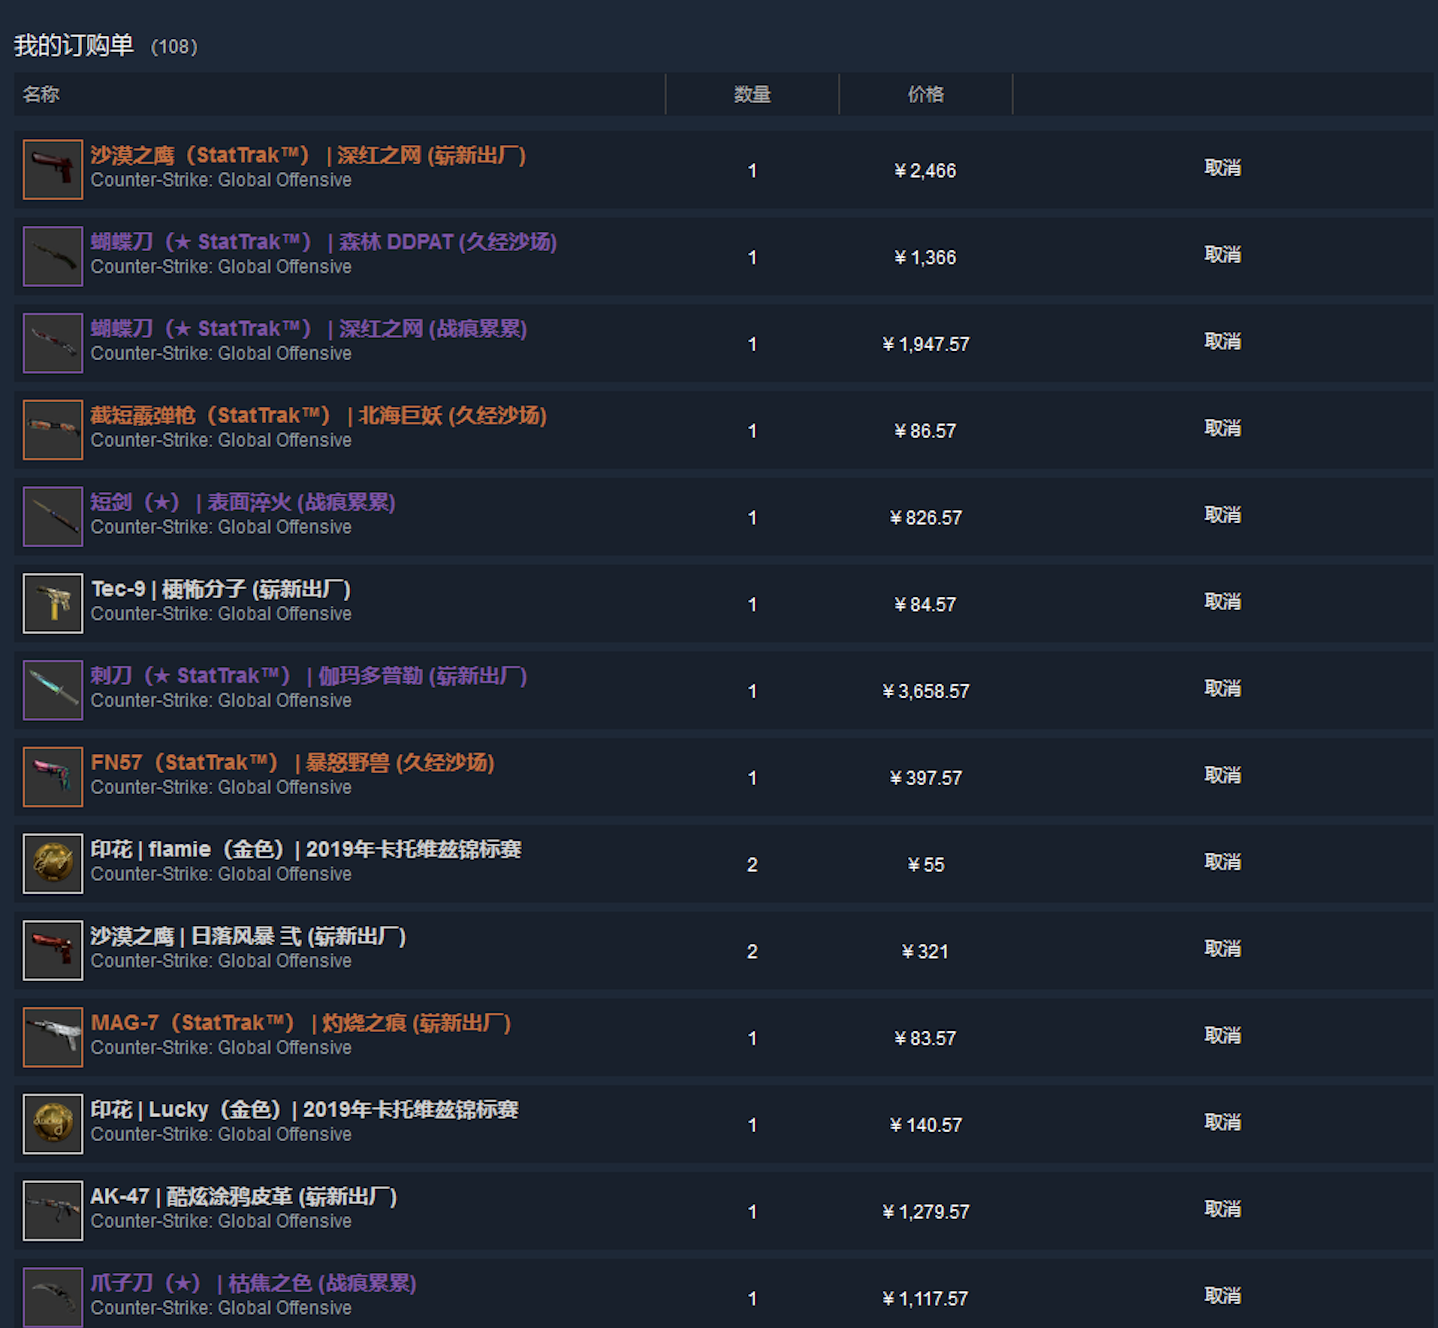 我的订购单 (108)
名称 数量 价格
沙漠之鹰（StatTrak™） | 深红之网 (崭新出厂)
Counter-Strike: Global Offensive
1 ¥ 2,466 取消
蝴蝶刀（★ StatTrak™） | 森林 DDPAT (久经沙场)
Counter-Strike: Global Offensive
1 ¥ 1,366 取消
蝴蝶刀（★ StatTrak™） | 深红之网 (战痕累累)
Counter-Strike: Global Offensive
1 ¥ 1,947.57 取消
截短霰弹枪（StatTrak™） | 北海巨妖 (久经沙场)
Counter-Strike: Global Offensive
1 ¥ 86.57 取消
短剑（★） | 表面淬火 (战痕累累)
Counter-Strike: Global Offensive
1 ¥ 826.57 取消
Tec-9 | 梗怖分子 (崭新出厂)
Counter-Strike: Global Offensive
1 ¥ 84.57 取消
刺刀（★ StatTrak™） | 伽玛多普勒 (崭新出厂)
Counter-Strike: Global Offensive
1 ¥ 3,658.57 取消
FN57（StatTrak™） | 暴怒野兽 (久经沙场)
Counter-Strike: Global Offensive
1 ¥ 397.57 取消
印花 | flamie（金色）| 2019年卡托维兹锦标赛
Counter-Strike: Global Offensive
2 ¥ 55 取消
沙漠之鹰 | 日落风暴 弐 (崭新出厂)
Counter-Strike: Global Offensive
2 ¥ 321 取消
MAG-7（StatTrak™） | 灼烧之痕 (崭新出厂)
Counter-Strike: Global Offensive
1 ¥ 83.57 取消
印花 | Lucky（金色）| 2019年卡托维兹锦标赛
Counter-Strike: Global Offensive
1 ¥ 140.57 取消
AK-47 | 酷炫涂鸦皮革 (崭新出厂)
Counter-Strike: Global Offensive
1 ¥ 1,279.57 取消
爪子刀（★） | 枯焦之色 (战痕累累)
Counter-Strike: Global Offensive
1 ¥ 1,117.57 取消